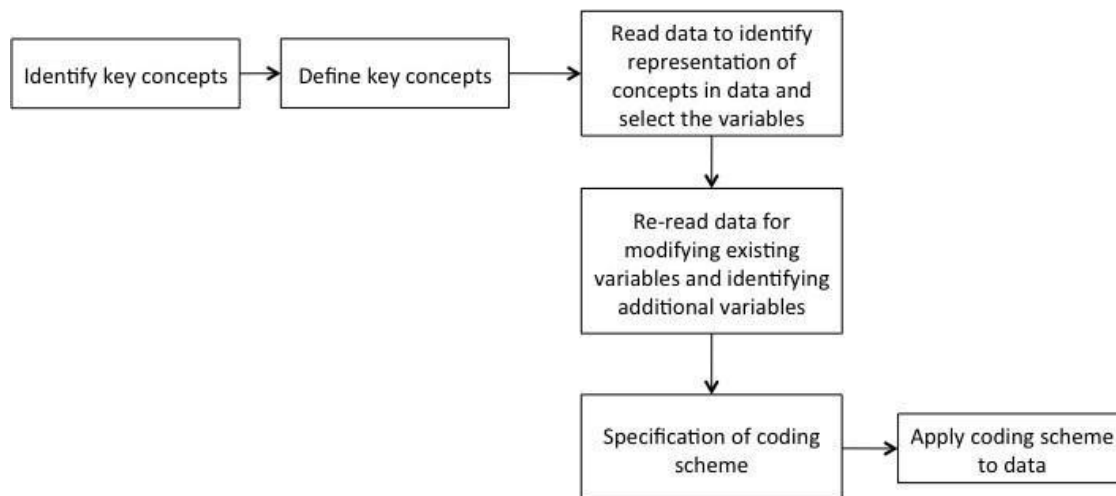 Identify key concepts
Define key concepts
Read data to identify
representation of
concepts in data and
select the variables
Re-read data for
modifying existing
variables and identifying
additional variables
Specification of coding
scheme
Apply coding scheme
to data